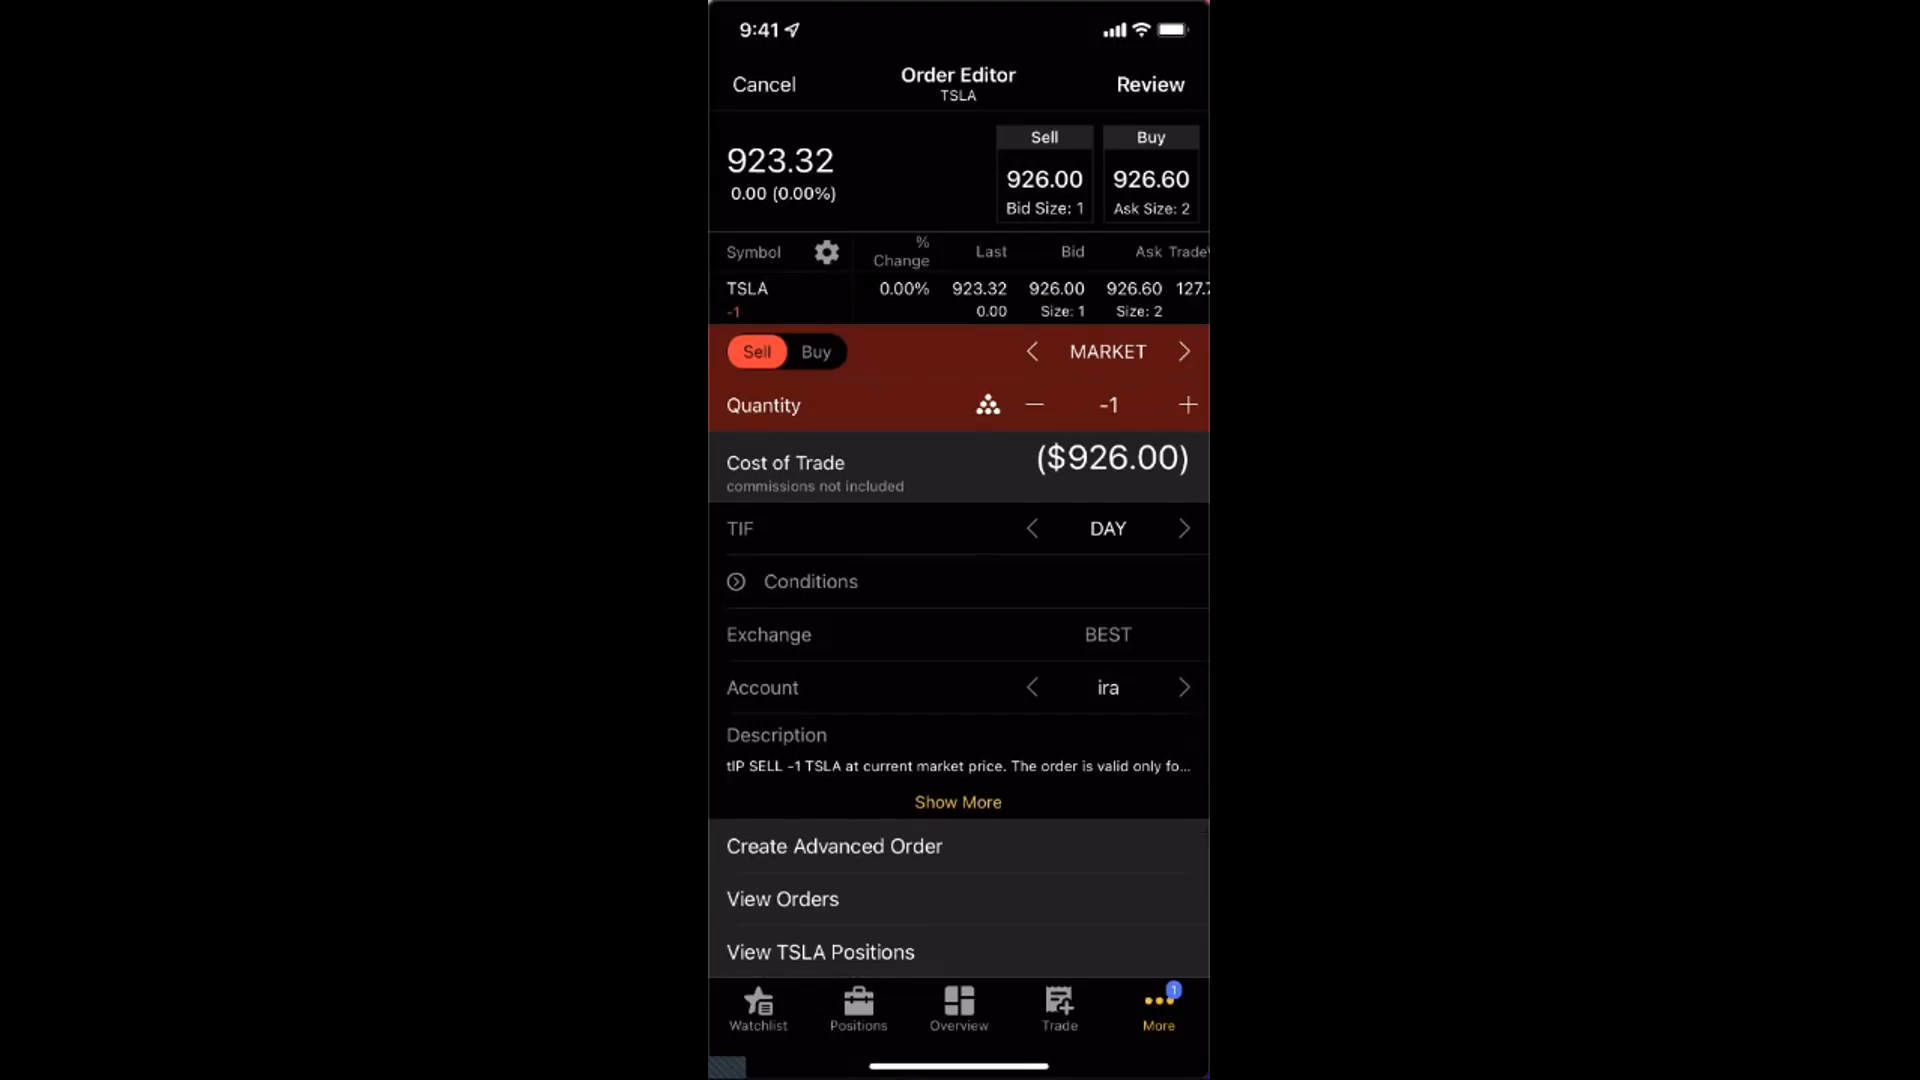 9:41
Cancel
Order Editor
Review
TSLA
Sell
Buy
923.32
926.00
926.60
0.00 (0.00%)
Bid Size: 1
Ask Size: 2
Symbol
% Change
Last
Bid
Ask
TSLA
0.00%
923.32
926.00
926.60
-1
0.00
Size: 1
Size: 2
Sell
Buy
MARKET
Quantity
-1
Cost of Trade
($926.00)
commissions not included
TIF
DAY
Conditions
Exchange
BEST
Account
ira
Description
tIP SELL -1 TSLA at current market price. The order is valid only fo...
Show More
Create Advanced Order
View Orders
View TSLA Positions
1
Watchlist
Positions
Overview
Trade
More